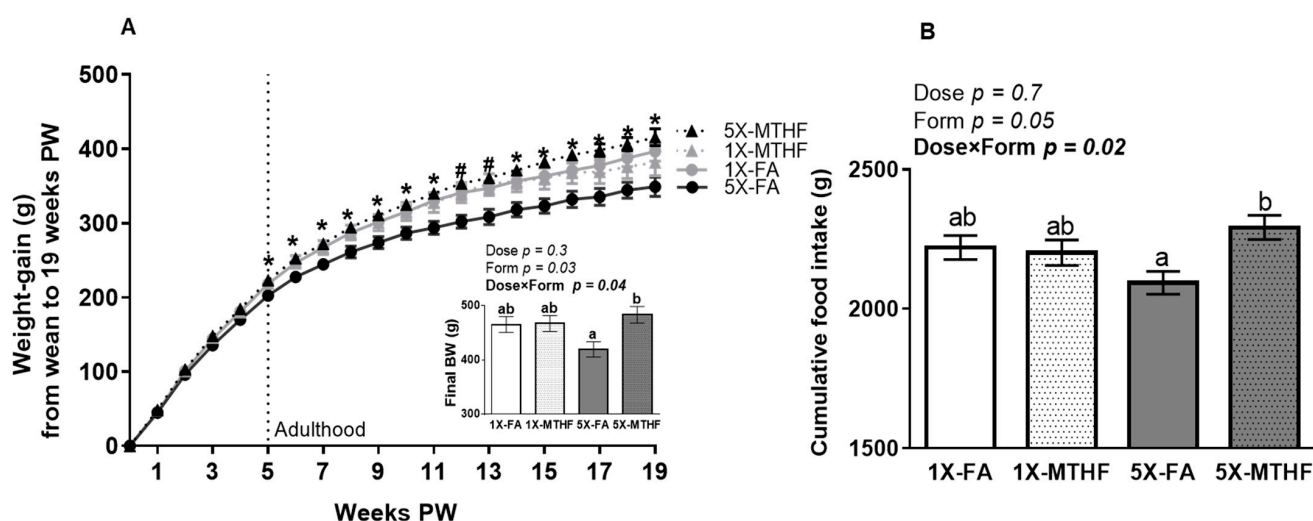 A
Weight-gain (g)
from wean to 19 weeks PW
500
400
300
200
100
0
* * * * * * * # # * * * * * *
5X-MTHF
1X-MTHF
1X-FA
5X-FA
Adulthood
1 3 5 7 9 11 13 15 17 19
Weeks PW
Dose p = 0.3
Form p = 0.03
Dose×Form p = 0.04
Final BW (g)
500
400
300
ab ab a b
1X-FA 1X-MTHF 5X-FA 5X-MTHF
B
Dose p = 0.7
Form p = 0.05
Dose×Form p = 0.02
Cumulative food intake (g)
2500
2000
1500
ab ab a b
1X-FA 1X-MTHF 5X-FA 5X-MTHF